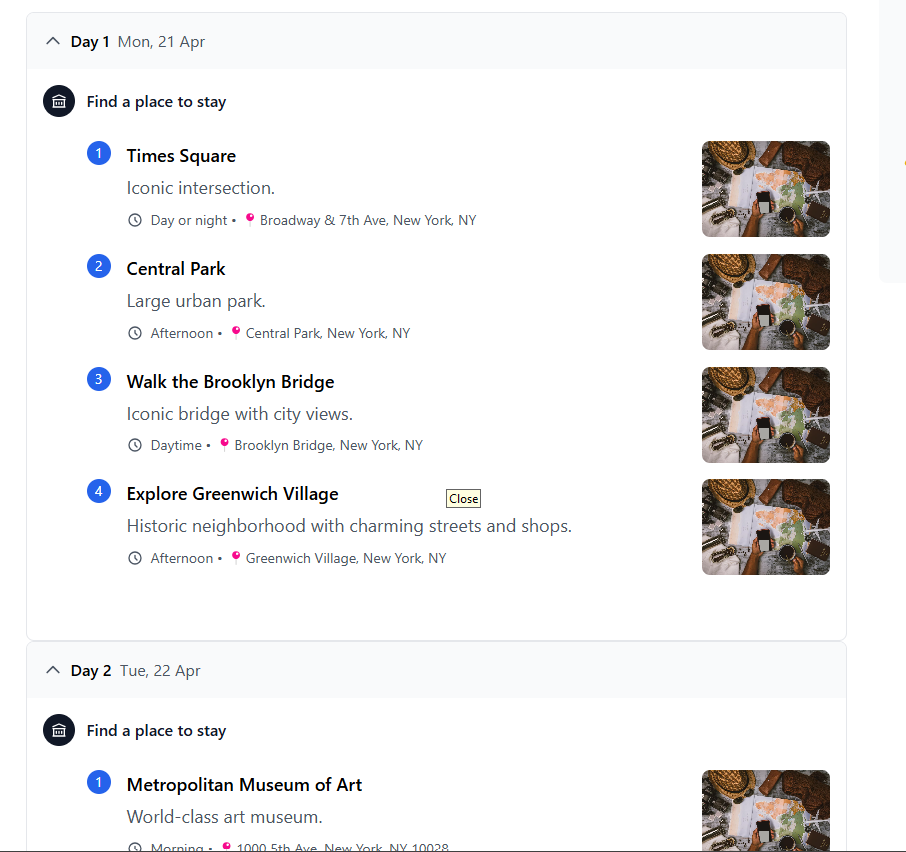 Day 1 Mon, 21 Apr
Find a place to stay
1 Times Square
Iconic intersection.
Day or night • Broadway & 7th Ave, New York, NY
2 Central Park
Large urban park.
Afternoon • Central Park, New York, NY
3 Walk the Brooklyn Bridge
Iconic bridge with city views.
Daytime • Brooklyn Bridge, New York, NY
4 Explore Greenwich Village
Close
Historic neighborhood with charming streets and shops.
Afternoon • Greenwich Village, New York, NY
Day 2 Tue, 22 Apr
Find a place to stay
1 Metropolitan Museum of Art
World-class art museum.
Morning • 1000 5th Ave, New York, NY 10028